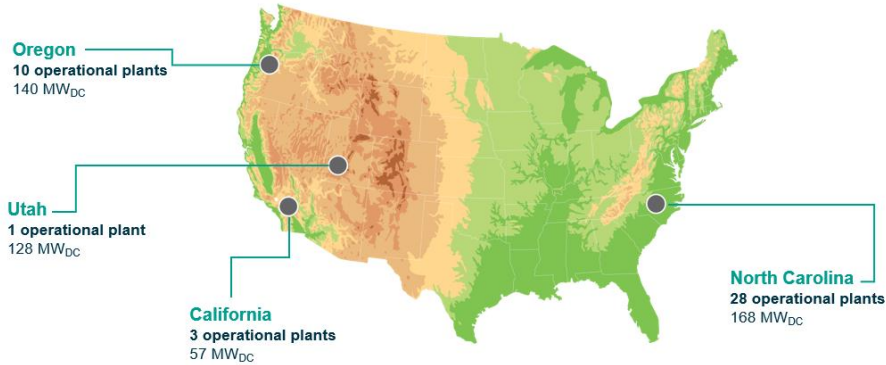 Oregon
10 operational plants
140 MWDC
Utah
1 operational plant
128 MWDC
California
3 operational plants
57 MWDC
North Carolina
28 operational plants
168 MWDC